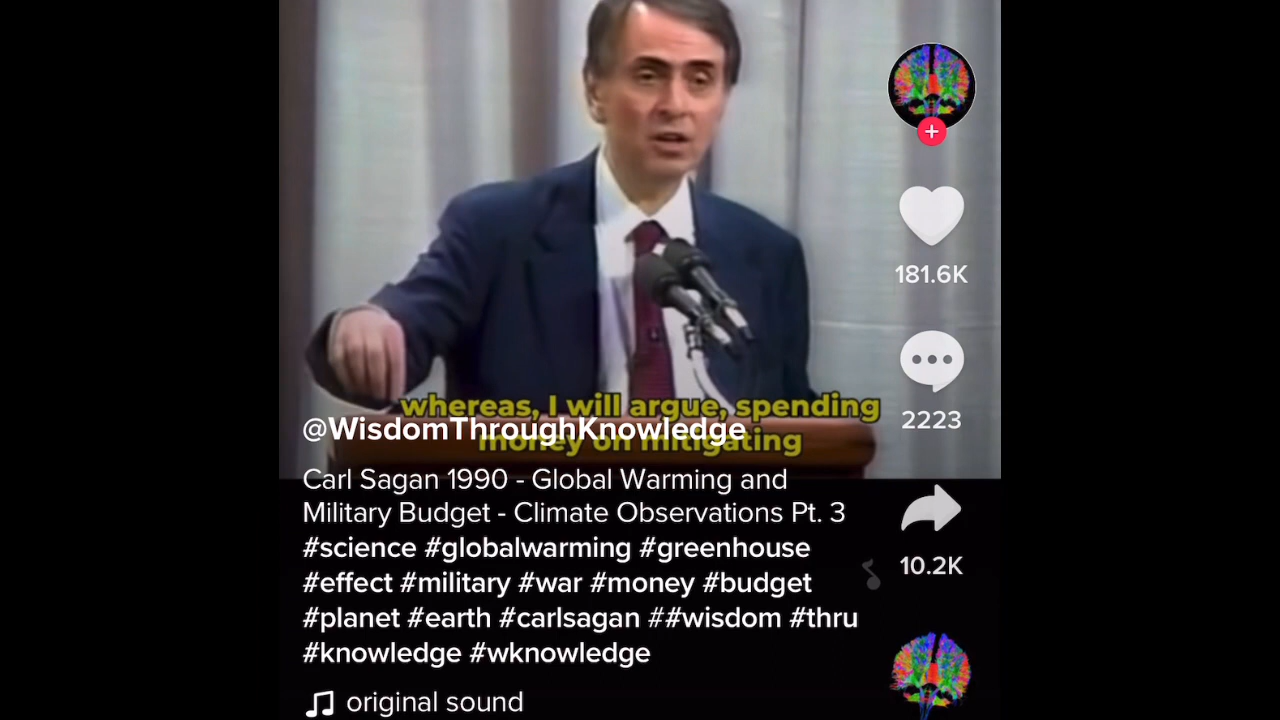 whereas, I will argue, spending
money on mitigating
@WisdomThroughKnowledge
Carl Sagan 1990 - Global Warming and
Military Budget - Climate Observations Pt. 3
#science #globalwarming #greenhouse
#effect #military #war #money #budget
#planet #earth #carlsagan ##wisdom #thru
#knowledge #wknowledge
original sound
181.6K
2223
10.2K